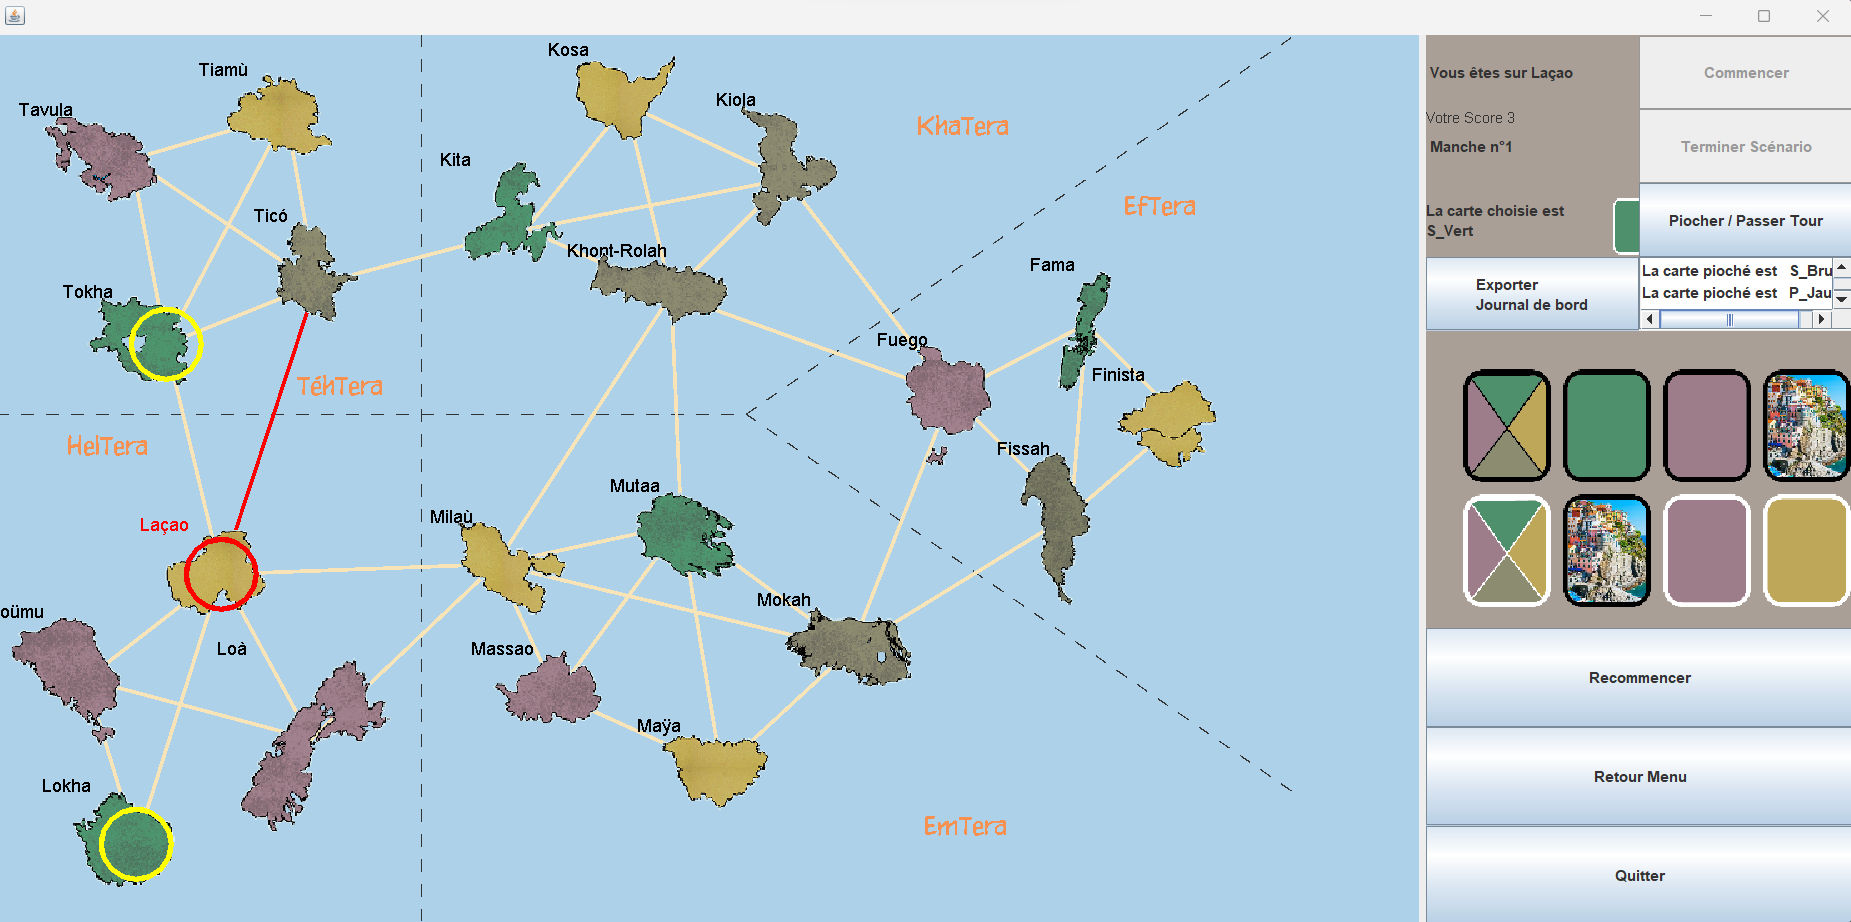 Kosa
Tiamù
Kiola
Tavula
KhaTera
Kita
EfTera
Ticó
Khont-Rolah
Fama
Tokha
Fuego
Finista
TéhTera
HelTera
Fissah
Mutaa
Laçao
Milaù
Mokah
oümu
Loà
Massao
Maÿa
Lokha
EmTera
Vous êtes sur Laçao
Commencer
Votre Score 3
Manche n°1
Terminer Scénario
La carte choisie est
S_Vert
Piocher / Passer Tour
Exporter
Journal de bord
La carte pioché est S_Bru
La carte pioché est P_Jau
Recommencer
Retour Menu
Quitter